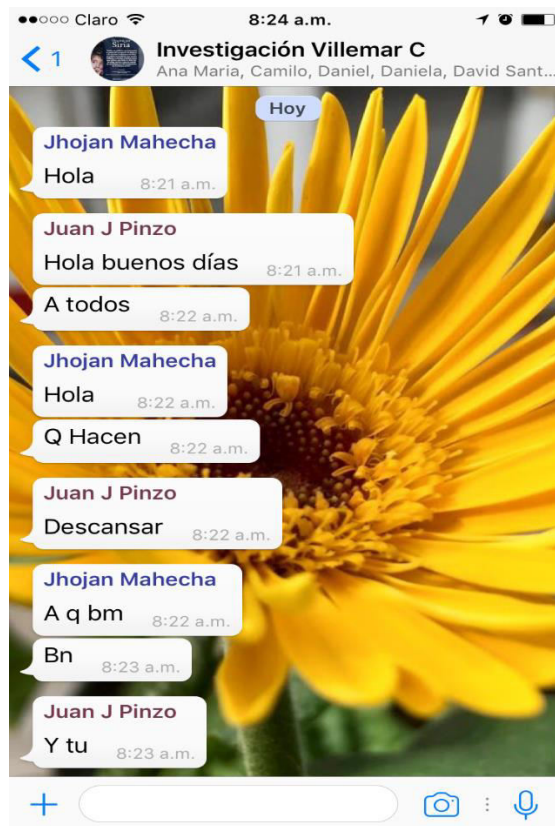 Claro 8:24 a.m.
1 Investigación Villemar C
Ana Maria, Camilo, Daniel, Daniela, David Sant...
Hoy
Jhojan Mahecha
Hola 8:21 a.m.
Juan J Pinzo
Hola buenos días 8:21 a.m.
A todos 8:22 a.m.
Jhojan Mahecha
Hola 8:22 a.m.
Q Hacen 8:22 a.m.
Juan J Pinzo
Descansar 8:22 a.m.
Jhojan Mahecha
A q bm 8:22 a.m.
Bn 8:23 a.m.
Juan J Pinzo
Y tu 8:23 a.m.